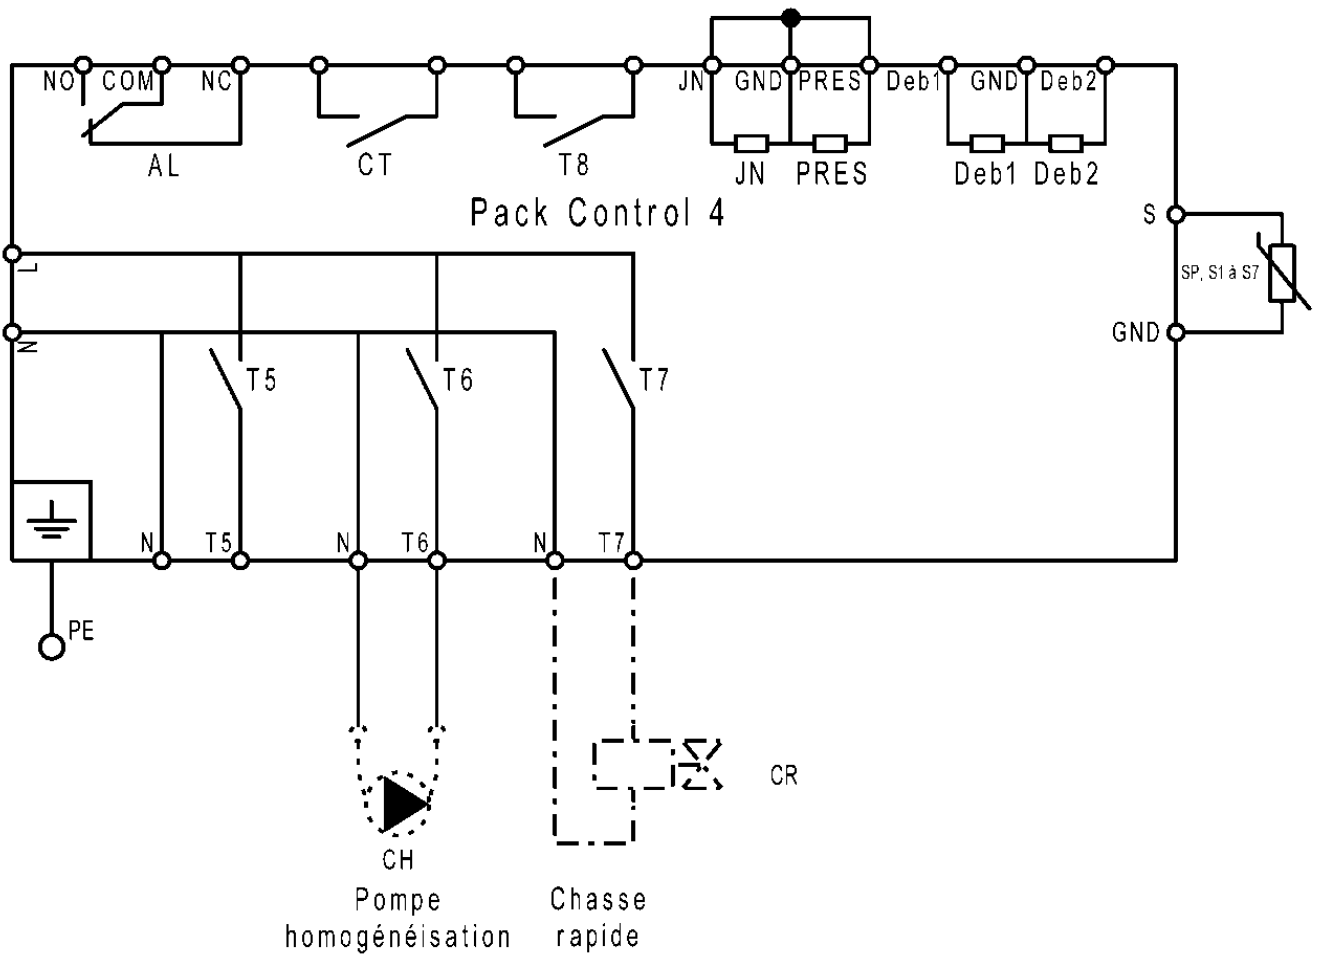 NO COM NC JN GND PRES Deb1 GND Deb2
AL CT T8 JN PRES Deb1 Deb2
Pack Control 4
S
L
SP, S1 à S7
N
GND
T5 T6 T7
N T5 N T6 N T7
PE
CR
CH
Pompe
homogénéisation
Chasse
rapide